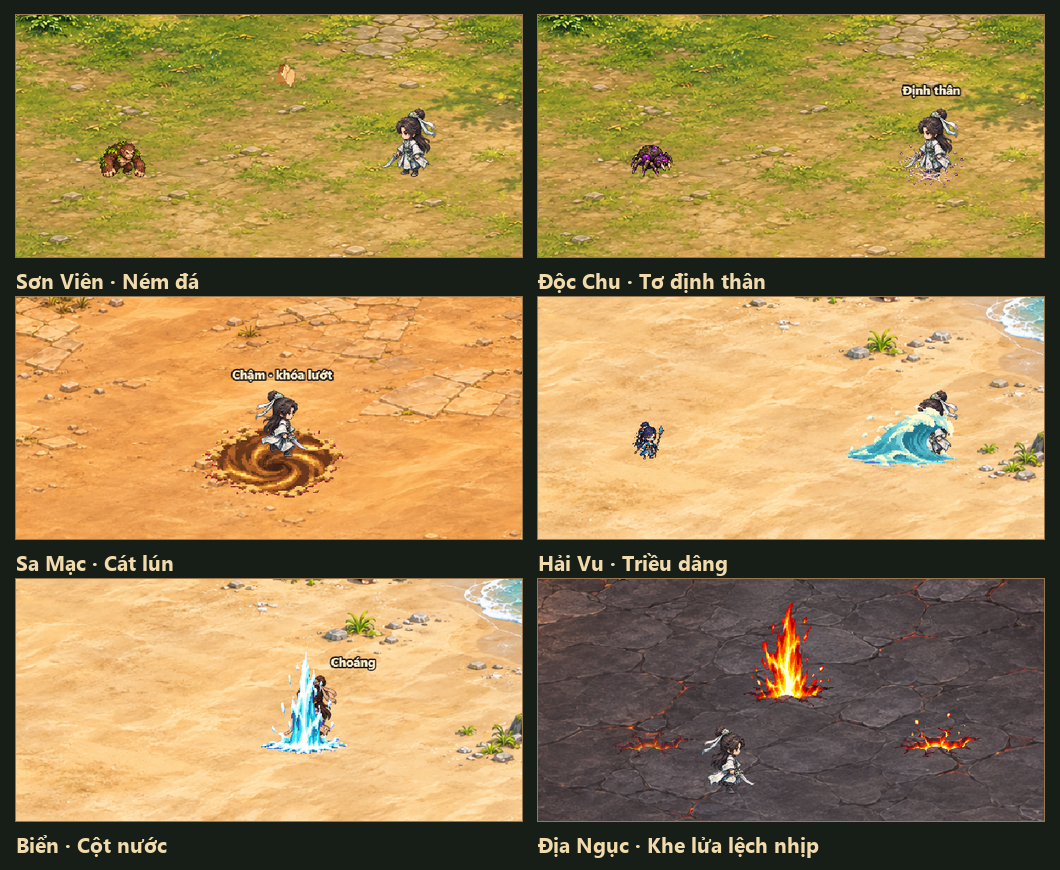 Định thân
Sơn Viên · Ném đá
Độc Chu · Tơ định thân
Chậm · khóa lướt
Sa Mạc · Cát lún
Hải Vu · Triều dâng
Choáng
Biển · Cột nước
Địa Ngục · Khe lửa lệch nhịp